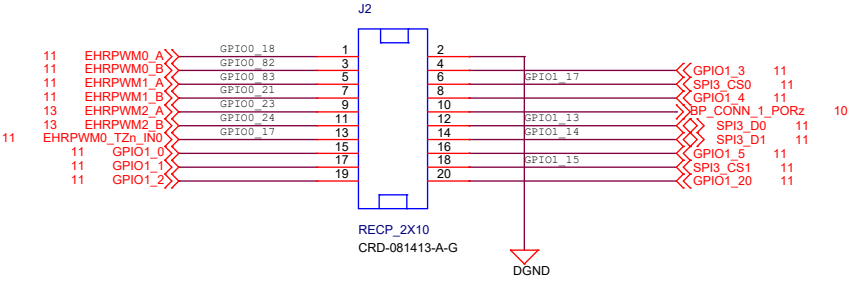 J2
11 EHRPWM0_A GPIO0_18 1 2
11 EHRPWM0_B GPIO0_82 3 4 GPIO1_3 11
11 EHRPWM1_A GPIO0_83 5 6 GPIO1_17 SPI3_CS0 11
11 EHRPWM1_B GPIO0_21 7 8 GPIO1_4 11
13 EHRPWM2_A GPIO0_23 9 10 BP_CONN_1_PORz 10
13 EHRPWM2_B GPIO0_24 11 12 GPIO1_13 SPI3_D0 11
11 EHRPWM0_TZn_IN0 GPIO0_17 13 14 GPIO1_14 SPI3_D1 11
11 GPIO1_0 15 16 GPIO1_5 11
11 GPIO1_1 17 18 GPIO1_15 SPI3_CS1 11
11 GPIO1_2 19 20 GPIO1_20 11
RECP_2X10
CRD-081413-A-G
DGND